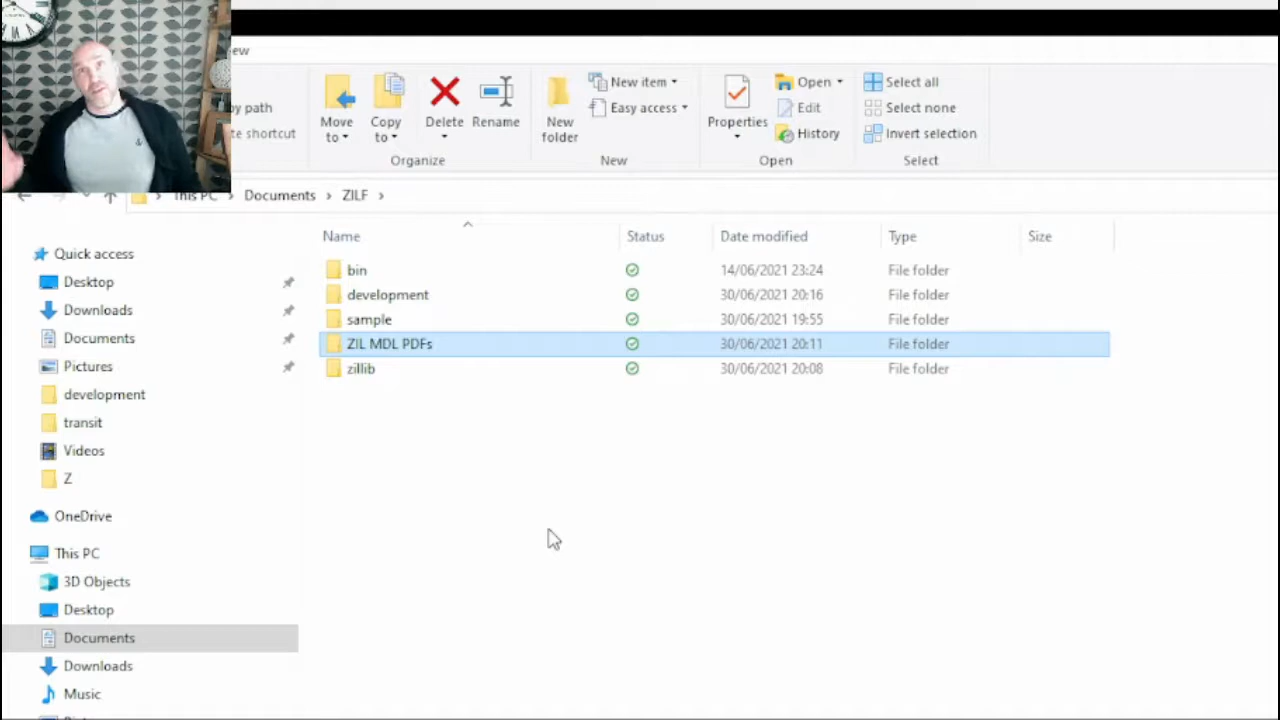 ew
y path
te shortcut
Move to
Copy to
Delete
Rename
Organize
New folder
New item
Easy access
New
Properties
Open
Edit
History
Open
Select all
Select none
Invert selection
Select
This PC > Documents > ZILF >
Name Status Date modified Type Size
bin 14/06/2021 23:24 File folder
development 30/06/2021 20:16 File folder
sample 30/06/2021 19:55 File folder
ZIL MDL PDFs 30/06/2021 20:11 File folder
zillib 30/06/2021 20:08 File folder
Quick access
Desktop
Downloads
Documents
Pictures
development
transit
Videos
Z
OneDrive
This PC
3D Objects
Desktop
Documents
Downloads
Music